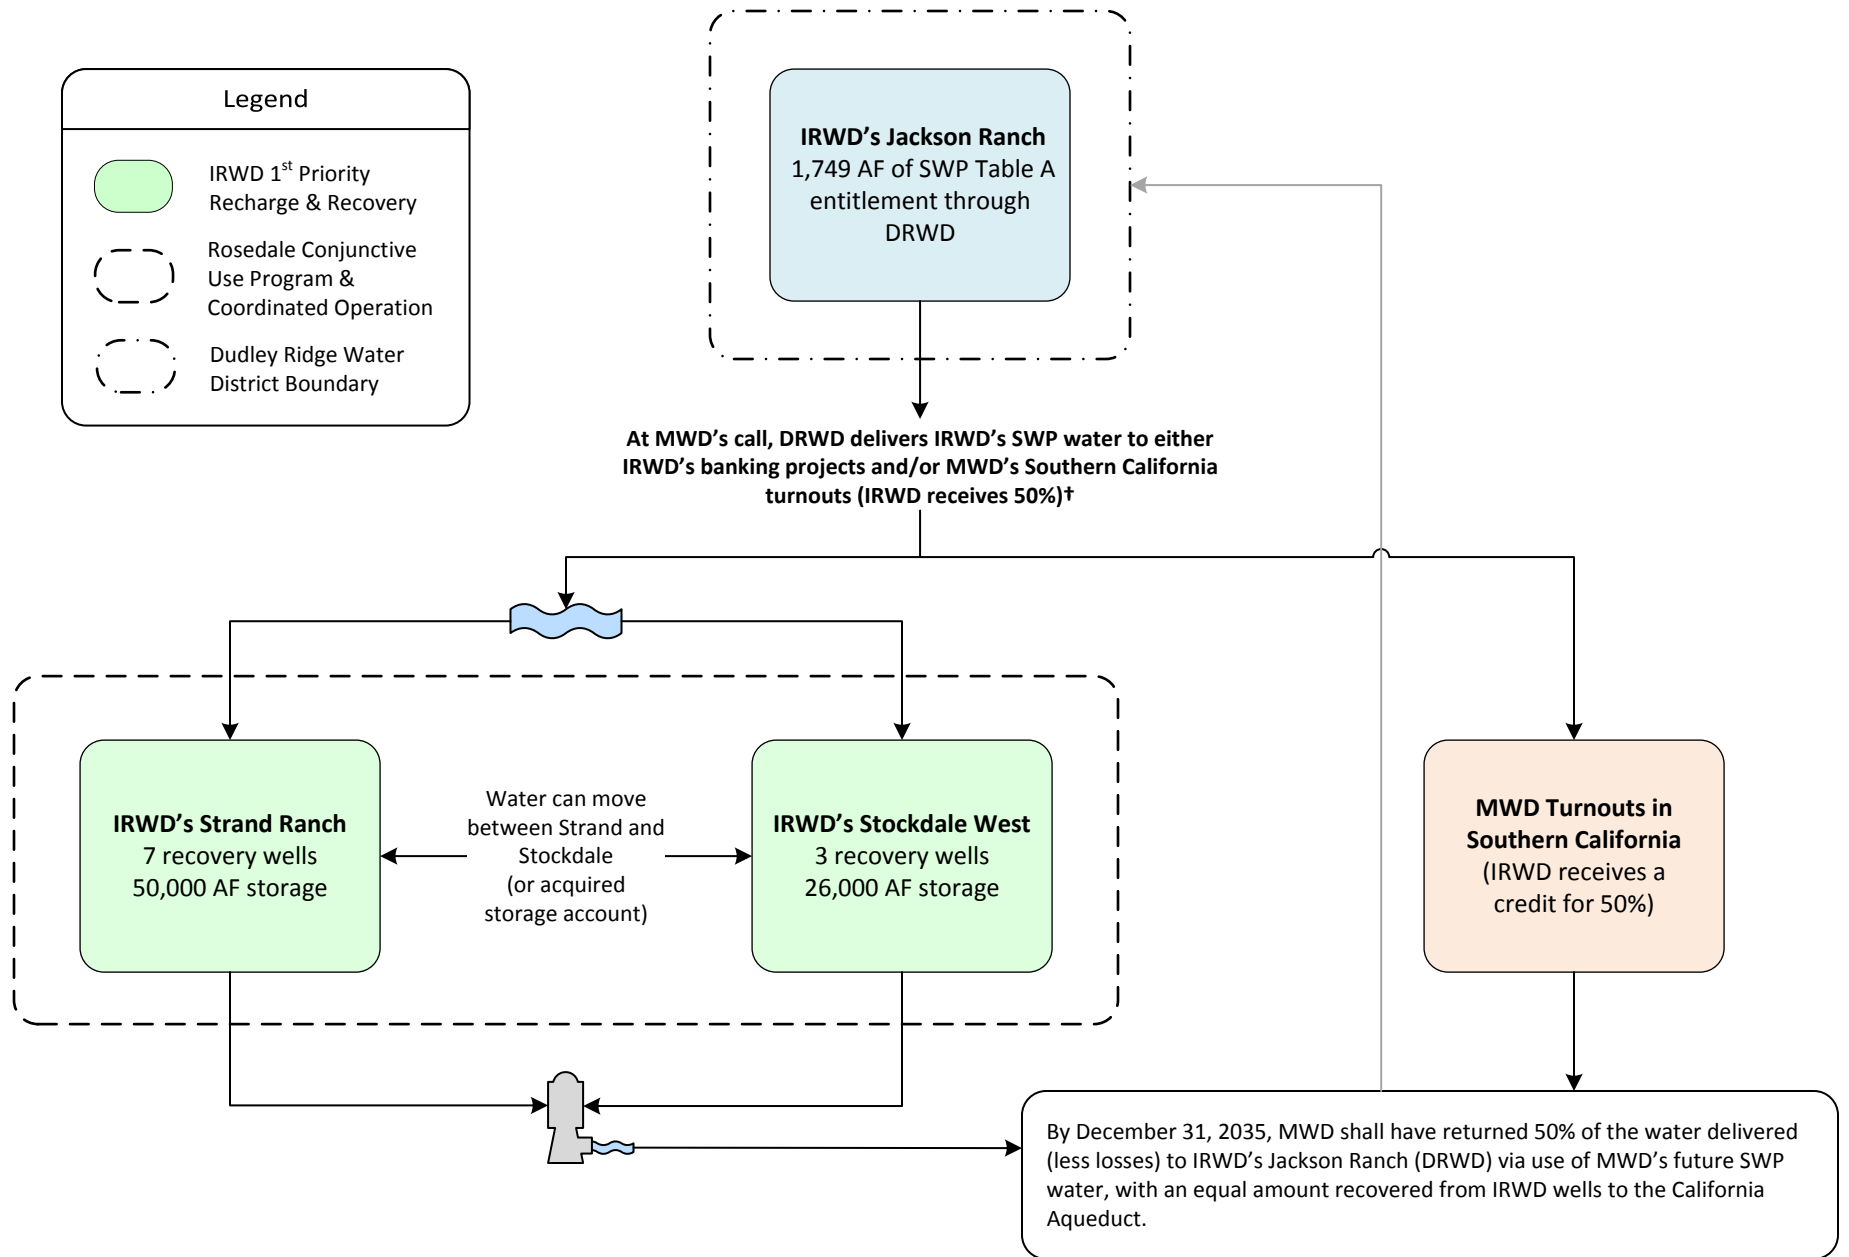 Legend
IRWD 1st Priority
Recharge & Recovery
Rosedale Conjunctive
Use Program &
Coordinated Operation
Dudley Ridge Water
District Boundary
IRWD's Jackson Ranch
1,749 AF of SWP Table A
entitlement through
DRWD
At MWD's call, DRWD delivers IRWD's SWP water to either
IRWD's banking projects and/or MWD's Southern California
turnouts (IRWD receives 50%)†
IRWD's Strand Ranch
7 recovery wells
50,000 AF storage
Water can move
between Strand and
Stockdale
(or acquired
storage account)
IRWD's Stockdale West
3 recovery wells
26,000 AF storage
MWD Turnouts in
Southern California
(IRWD receives a
credit for 50%)
By December 31, 2035, MWD shall have returned 50% of the water delivered
(less losses) to IRWD's Jackson Ranch (DRWD) via use of MWD's future SWP
water, with an equal amount recovered from IRWD wells to the California
Aqueduct.